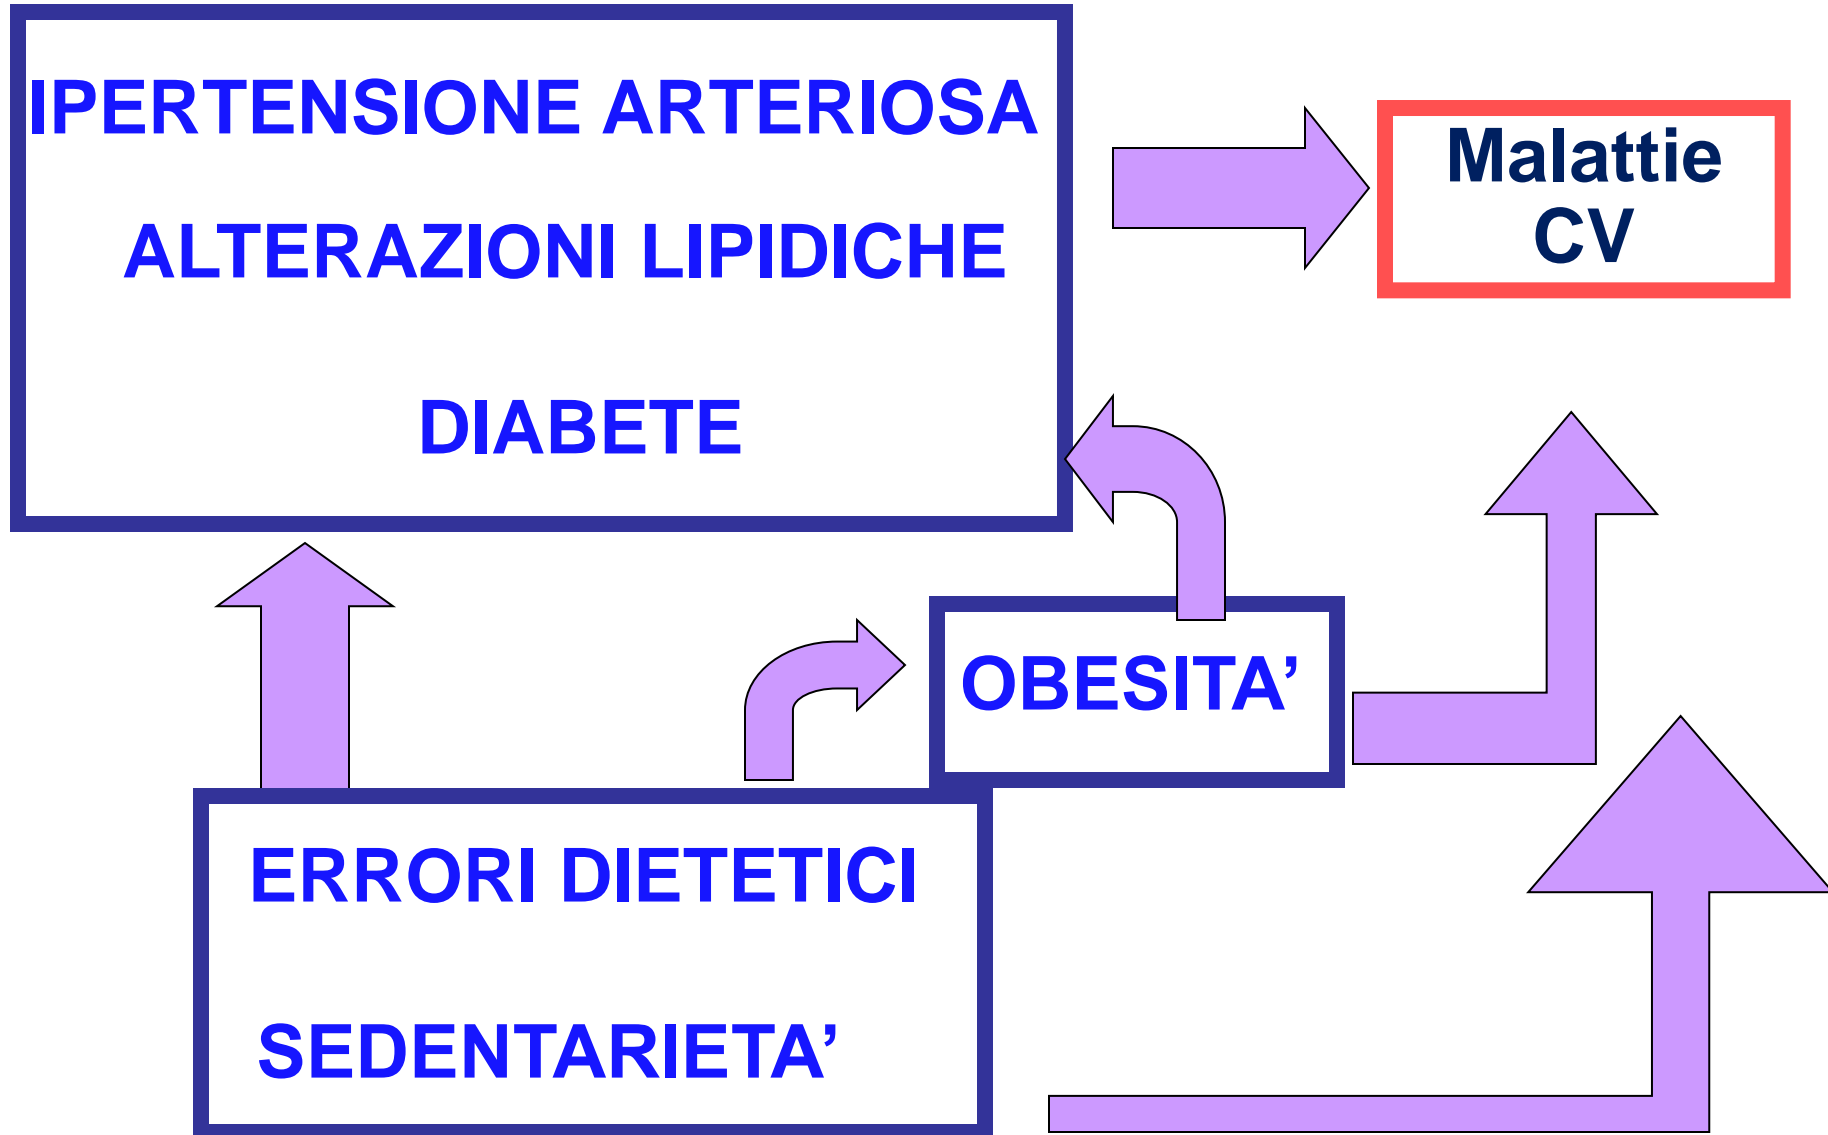 IPERTENSIONE ARTERIOSA
ALTERAZIONI LIPIDICHE
DIABETE
Malattie
CV
OBESITA’
ERRORI DIETETICI
SEDENTARIETA’